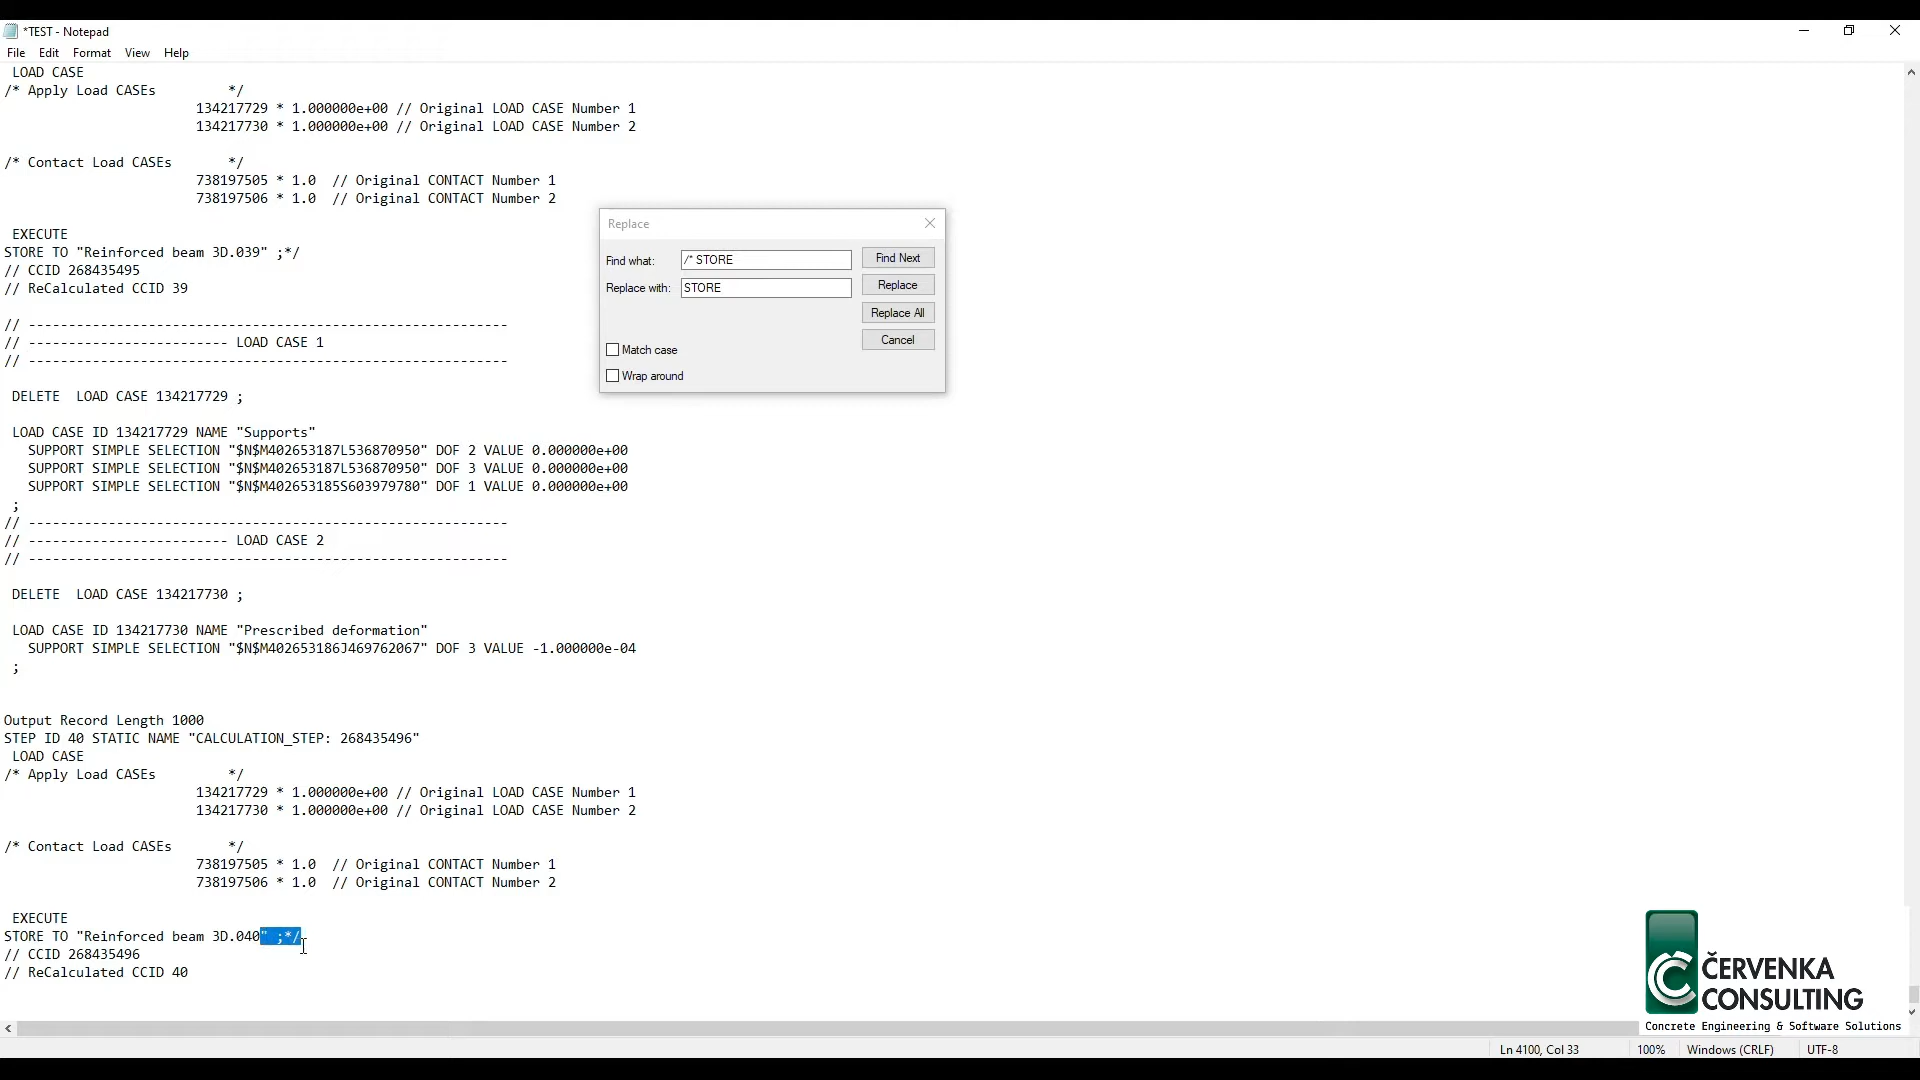 *TEST - Notepad
File Edit Format View Help
LOAD CASE
/* Apply Load CASEs */
134217729 * 1.000000e+00 // Original LOAD CASE Number 1
134217730 * 1.000000e+00 // Original LOAD CASE Number 2
/* Contact Load CASEs */
738197505 * 1.0 // Original CONTACT Number 1
738197506 * 1.0 // Original CONTACT Number 2
EXECUTE
STORE TO "Reinforced beam 3D.039" ;*/
// CCID 268435495
// ReCalculated CCID 39
// ------------------------------------------------------------
// ------------------------- LOAD CASE 1
// ------------------------------------------------------------
DELETE LOAD CASE 134217729 ;
LOAD CASE ID 134217729 NAME "Supports"
SUPPORT SIMPLE SELECTION "$N$M402653187L536870950" DOF 2 VALUE 0.000000e+00
SUPPORT SIMPLE SELECTION "$N$M402653187L536870950" DOF 3 VALUE 0.000000e+00
SUPPORT SIMPLE SELECTION "$N$M402653185S603979780" DOF 1 VALUE 0.000000e+00
;
// ------------------------------------------------------------
// ------------------------- LOAD CASE 2
// ------------------------------------------------------------
DELETE LOAD CASE 134217730 ;
LOAD CASE ID 134217730 NAME "Prescribed deformation"
SUPPORT SIMPLE SELECTION "$N$M402653186J469762067" DOF 3 VALUE -1.000000e-04
;
Output Record Length 1000
STEP ID 40 STATIC NAME "CALCULATION_STEP: 268435496"
LOAD CASE
/* Apply Load CASEs */
134217729 * 1.000000e+00 // Original LOAD CASE Number 1
134217730 * 1.000000e+00 // Original LOAD CASE Number 2
/* Contact Load CASEs */
738197505 * 1.0 // Original CONTACT Number 1
738197506 * 1.0 // Original CONTACT Number 2
EXECUTE
STORE TO "Reinforced beam 3D.040" ;*/
// CCID 268435496
// ReCalculated CCID 40
Replace
Find what: /* STORE Find Next
Replace with: STORE Replace
Replace All
Cancel
Match case
Wrap around
ČERVENKA
CONSULTING
Concrete Engineering & Software Solutions
Ln 4100, Col 33 100% Windows (CRLF) UTF-8